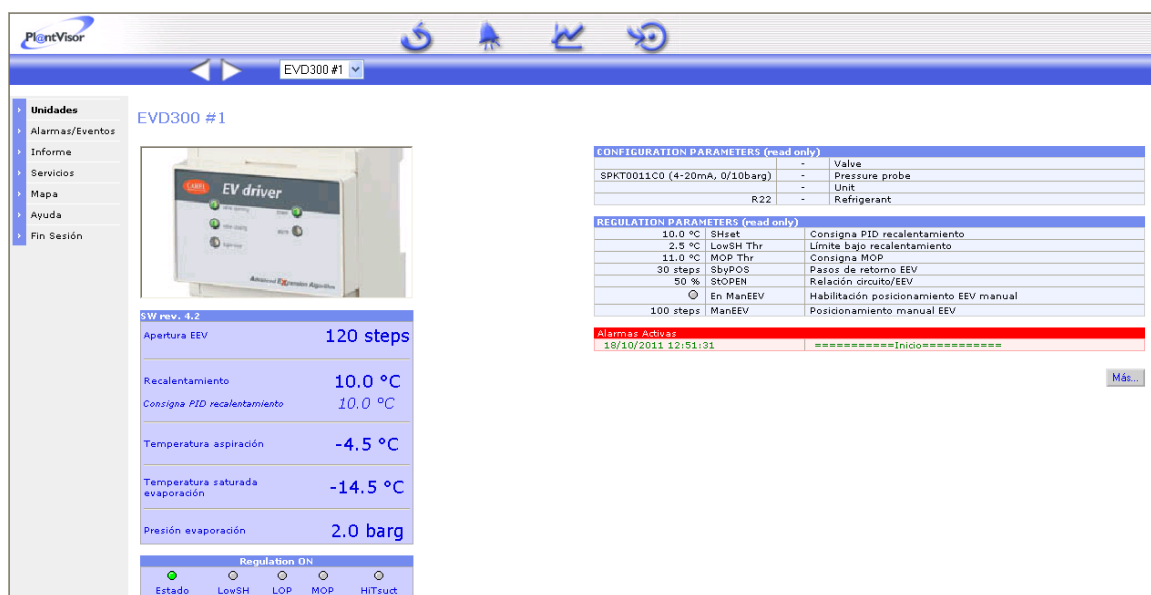 Pl@ntVisor
EVD300 #1
Unidades
Alarmas/Eventos
Informe
Servicios
Mapa
Ayuda
Fin Sesión
EVD300 #1
CAREL
EV driver
Advanced EXpansion Algorithm
SW rev. 4.2
Apertura EEV 120 steps
Recalentamiento 10.0 °C
Consigna PID recalentamiento 10.0 °C
Temperatura aspiración -4.5 °C
Temperatura saturada
evaporación -14.5 °C
Presión evaporación 2.0 barg
Regulation ON
Estado LowSH LOP MOP HiTsuct
CONFIGURATION PARAMETERS (read only)
- Valve
SPKT0011C0 (4-20mA, 0/10barg) - Pressure probe
- Unit
R22 - Refrigerant
REGULATION PARAMETERS (read only)
10.0 °C SHset Consigna PID recalentamiento
2.5 °C LowSH Thr Límite bajo recalentamiento
11.0 °C MOP Thr Consigna MOP
30 steps SbyPOS Pasos de retorno EEV
50 % StOPEN Relación circuito/EEV
En ManEEV Habilitación posicionamiento EEV manual
100 steps ManEEV Posicionamiento manual EEV
Alarmas Activas
18/10/2011 12:51:31 ===========Inicio===========
Más...